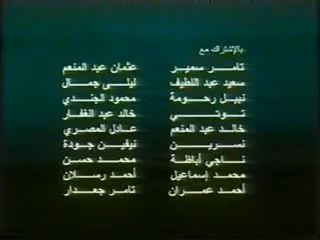 بالإشتراك مع
تامر سمير عثمان عبد المنعم
سعيد عبد اللطيف ليلى جمال
نبيل رحومة محمود الجندي
توتي خالد عبد الغفار
خالد عبد المنعم عادل المصري
نسرين نيفين جودة
ناجي أباظة محمد حسن
محمد إسماعيل أحمد رسلان
أحمد عمران تامر جعدار